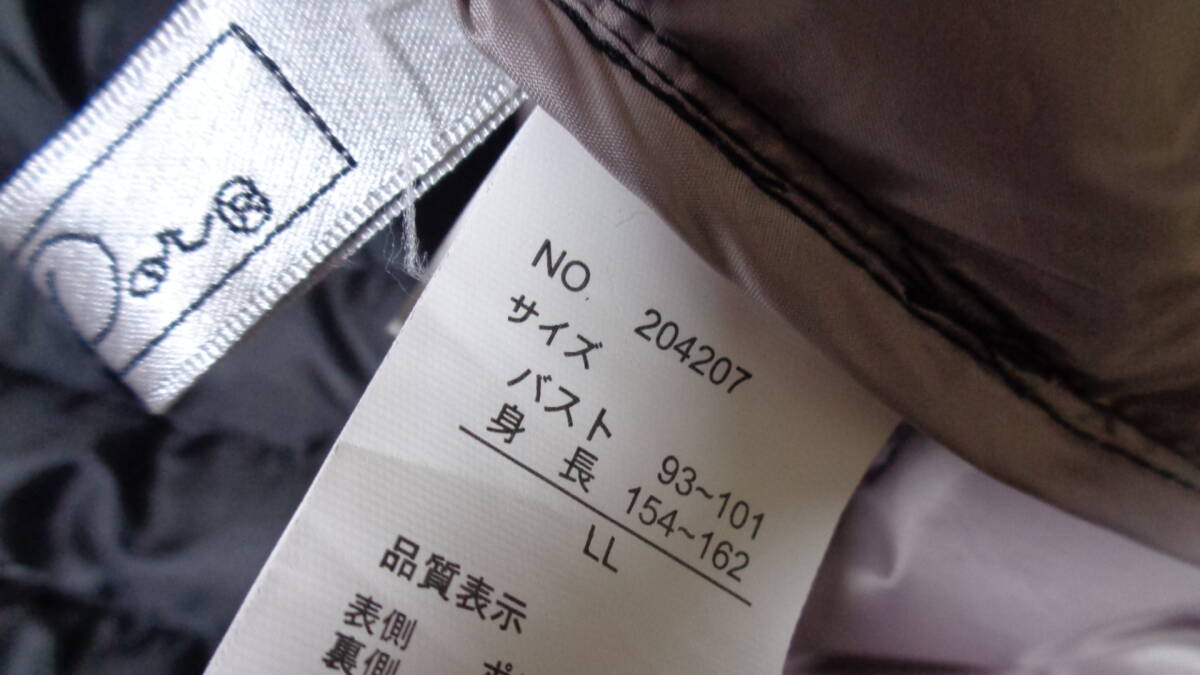 NO. 204207
サイズ
バスト 93~101
身長 154~162
LL
品質表示
表側 ポ
裏側